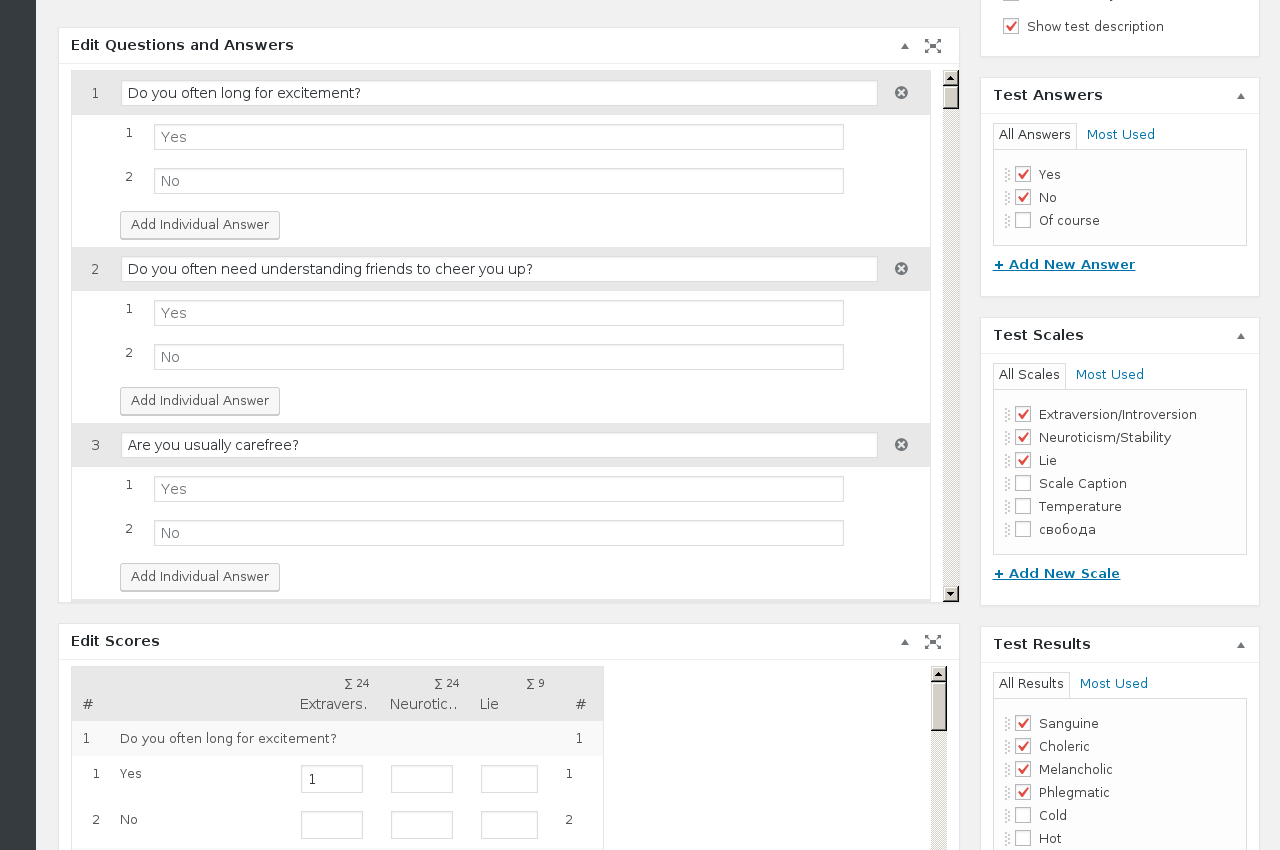 Show test description
Edit Questions and Answers
1 Do you often long for excitement?
1 Yes
2 No
Add Individual Answer
2 Do you often need understanding friends to cheer you up?
1 Yes
2 No
Add Individual Answer
3 Are you usually carefree?
1 Yes
2 No
Add Individual Answer
Edit Scores
Σ 24 Σ 24 Σ 9
# Extravers. Neurotic.. Lie #
1 Do you often long for excitement? 1
1 Yes 1 1
2 No 2
Test Answers
All Answers Most Used
Yes
No
Of course
+ Add New Answer
Test Scales
All Scales Most Used
Extraversion/Introversion
Neuroticism/Stability
Lie
Scale Caption
Temperature
свобода
+ Add New Scale
Test Results
All Results Most Used
Sanguine
Choleric
Melancholic
Phlegmatic
Cold
Hot